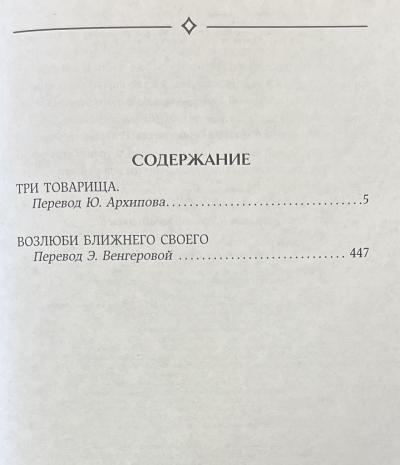 СОДЕРЖАНИЕ
ТРИ ТОВАРИЩА.
Перевод Ю. Архипова..................................5
ВОЗЛЮБИ БЛИЖНЕГО СВОЕГО
Перевод Э. Венгеровой ............................. 447